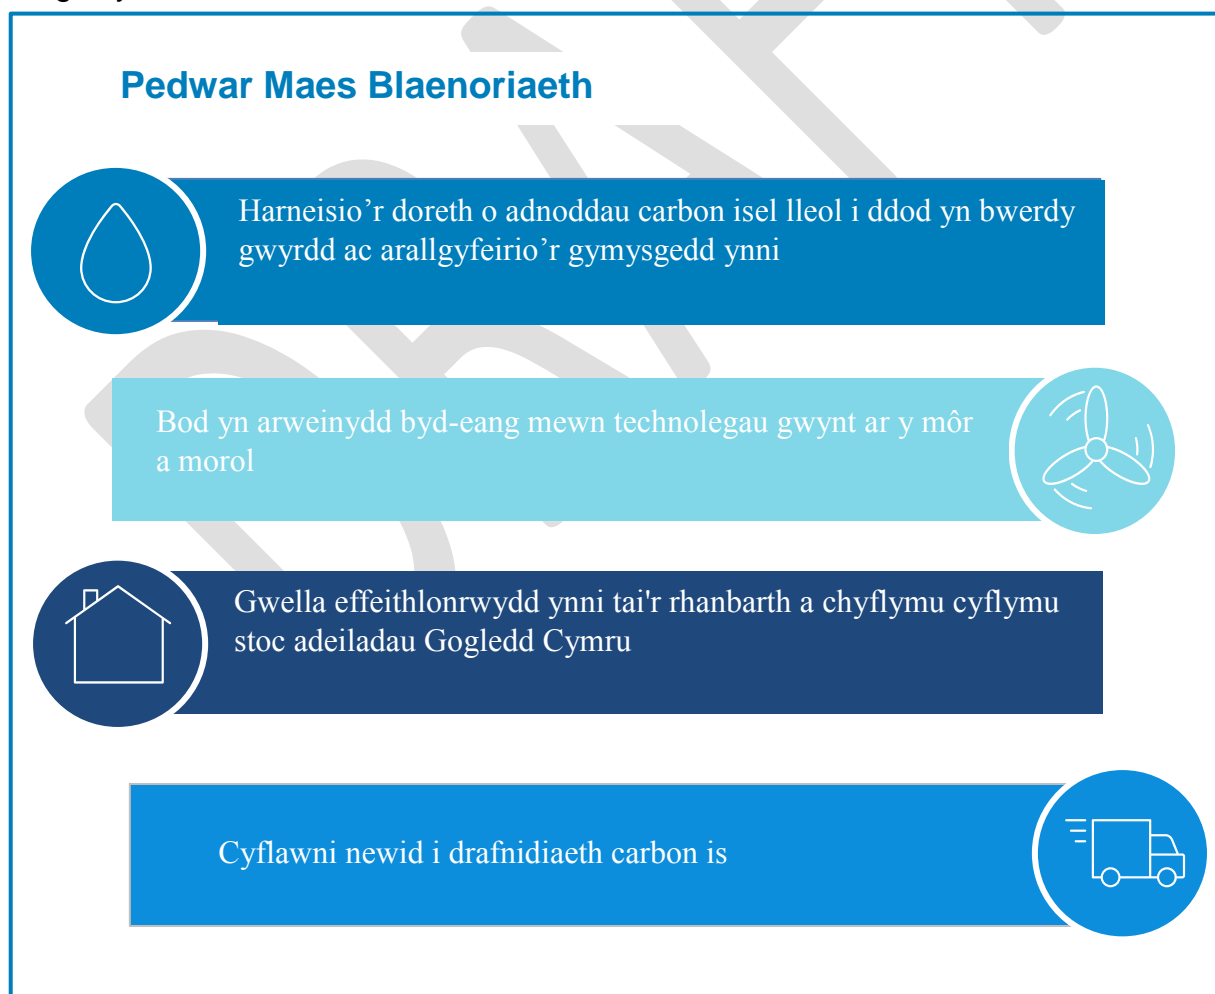 Pedwar Maes Blaenoriaeth
Harneisio’r doreth o adnoddau carbon isel lleol i ddod yn bwerdy
gwyrdd ac arallgyfeirio’r gymysgedd ynni
Bod yn arweinydd byd-eang mewn technolegau gwynt ar y môr
a morol
Gwella effeithlonrwydd ynni tai'r rhanbarth a chyflymu cyflymu
stoc adeiladau Gogledd Cymru
Cyflawni newid i drafnidiaeth carbon is